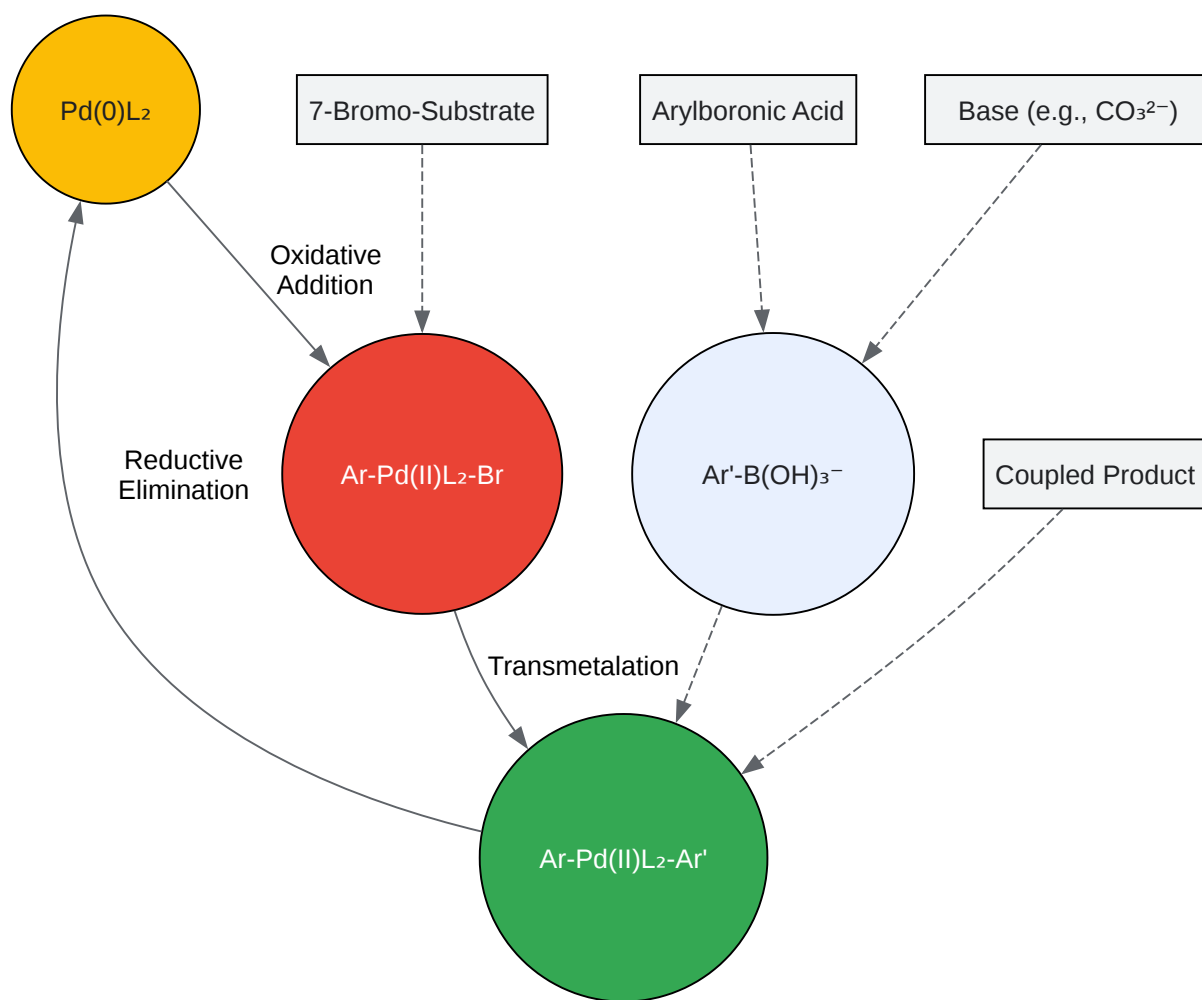 Pd(0)L₂
7-Bromo-Substrate
Arylboronic Acid
Base (e.g., CO₃²⁻)
Oxidative
Addition
Reductive
Elimination
Ar-Pd(II)L₂-Br
Ar'-B(OH)₃⁻
Coupled Product
Transmetalation
Ar-Pd(II)L₂-Ar'